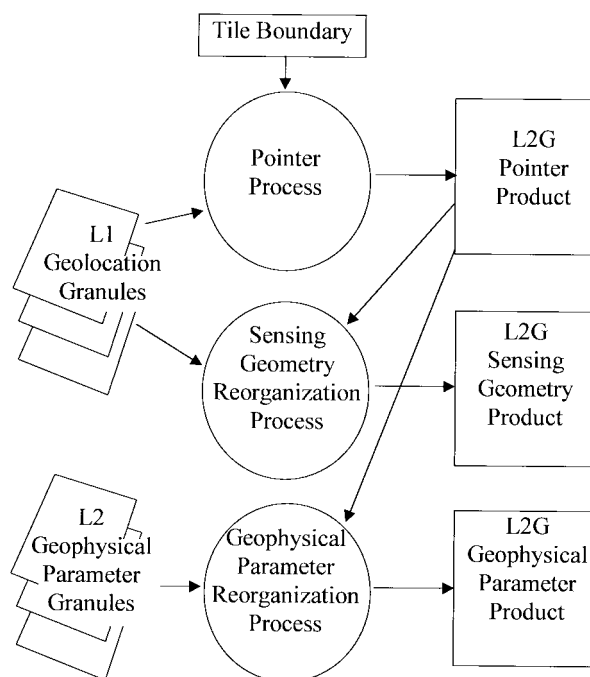 Tile Boundary
Pointer
Process
L2G
Pointer
Product
L1
Geolocation
Granules
Sensing
Geometry
Reorganization
Process
L2G
Sensing
Geometry
Product
L2
Geophysical
Parameter
Granules
Geophysical
Parameter
Reorganization
Process
L2G
Geophysical
Parameter
Product